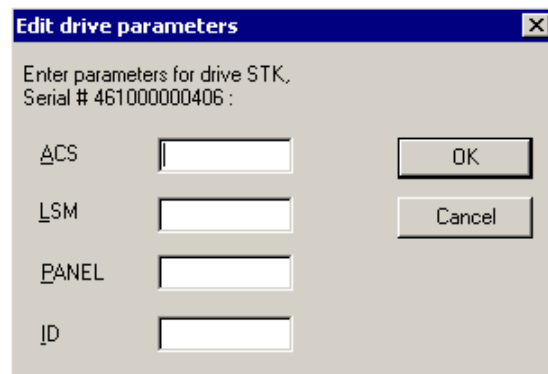 Edit drive parameters
Enter parameters for drive STK,
Serial # 461000000406 :
ACS
OK
LSM
Cancel
PANEL
ID